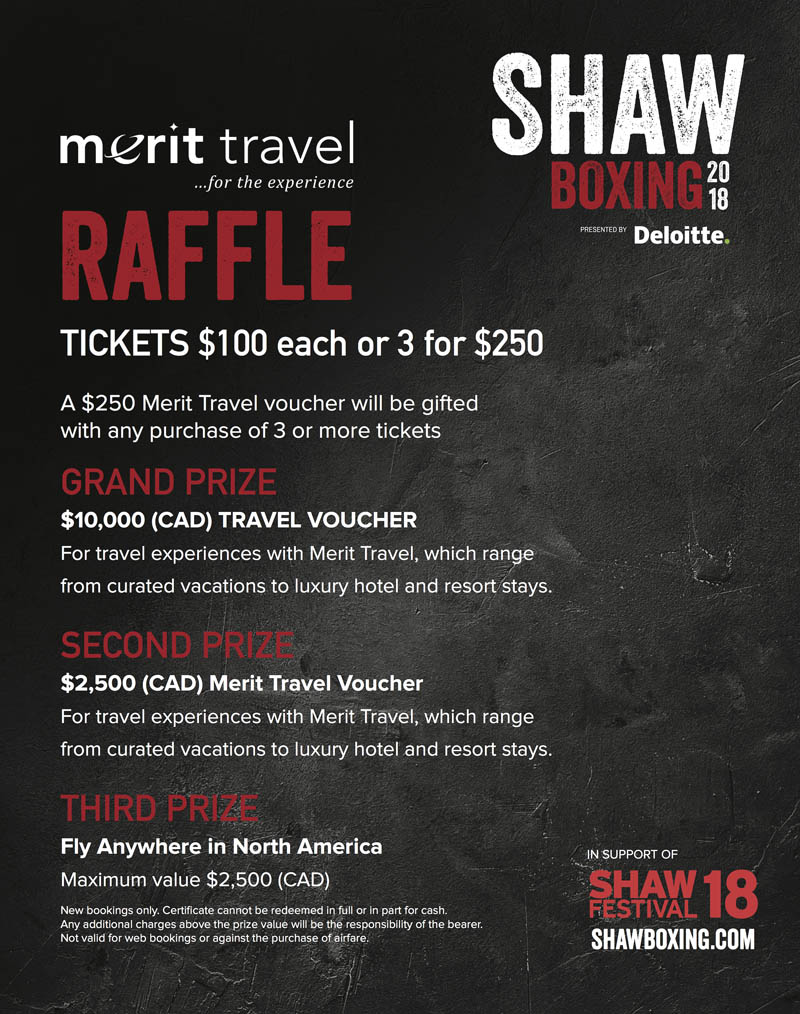 merit travel
...for the experience
RAFFLE
SHAW
BOXING 20
18
PRESENTED BY Deloitte.
TICKETS $100 each or 3 for $250
A $250 Merit Travel voucher will be gifted
with any purchase of 3 or more tickets
GRAND PRIZE
$10,000 (CAD) TRAVEL VOUCHER
For travel experiences with Merit Travel, which range
from curated vacations to luxury hotel and resort stays.
SECOND PRIZE
$2,500 (CAD) Merit Travel Voucher
For travel experiences with Merit Travel, which range
from curated vacations to luxury hotel and resort stays.
THIRD PRIZE
Fly Anywhere in North America
Maximum value $2,500 (CAD)
New bookings only. Certificate cannot be redeemed in full or in part for cash.
Any additional charges above the prize value will be the responsibility of the bearer.
Not valid for web bookings or against the purchase of airfare.
IN SUPPORT OF
SHAW 18
FESTIVAL
SHAWBOXING.COM